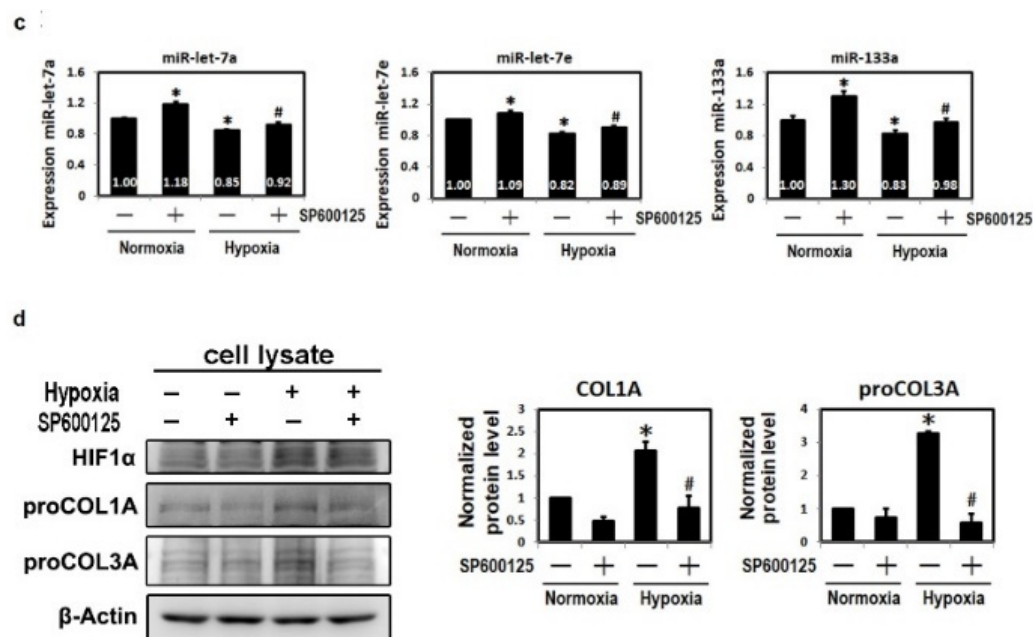 c
miR-let-7a
Expression miR-let-7a
1.6
1.2
0.8
0.4
0
1.00 1.18 0.85 0.92
* * #
— + — + SP600125
Normoxia Hypoxia
miR-let-7e
Expression miR-let-7e
1.6
1.2
0.8
0.4
0
1.00 1.09 0.82 0.89
* * #
— + — + SP600125
Normoxia Hypoxia
miR-133a
Expression miR-133a
1.6
1.2
0.8
0.4
0
1.00 1.30 0.83 0.98
* * #
— + — + SP600125
Normoxia Hypoxia
d
cell lysate
Hypoxia – – + +
SP600125 – + – +
HIF1α
proCOL1A
proCOL3A
β-Actin
COL1A
Normalized
protein level
3
2.5
2
1.5
1
0.5
0
* #
SP600125 — + — +
Normoxia Hypoxia
proCOL3A
Normalized
protein level
4
3
2
1
0
* #
SP600125 — + — +
Normoxia Hypoxia